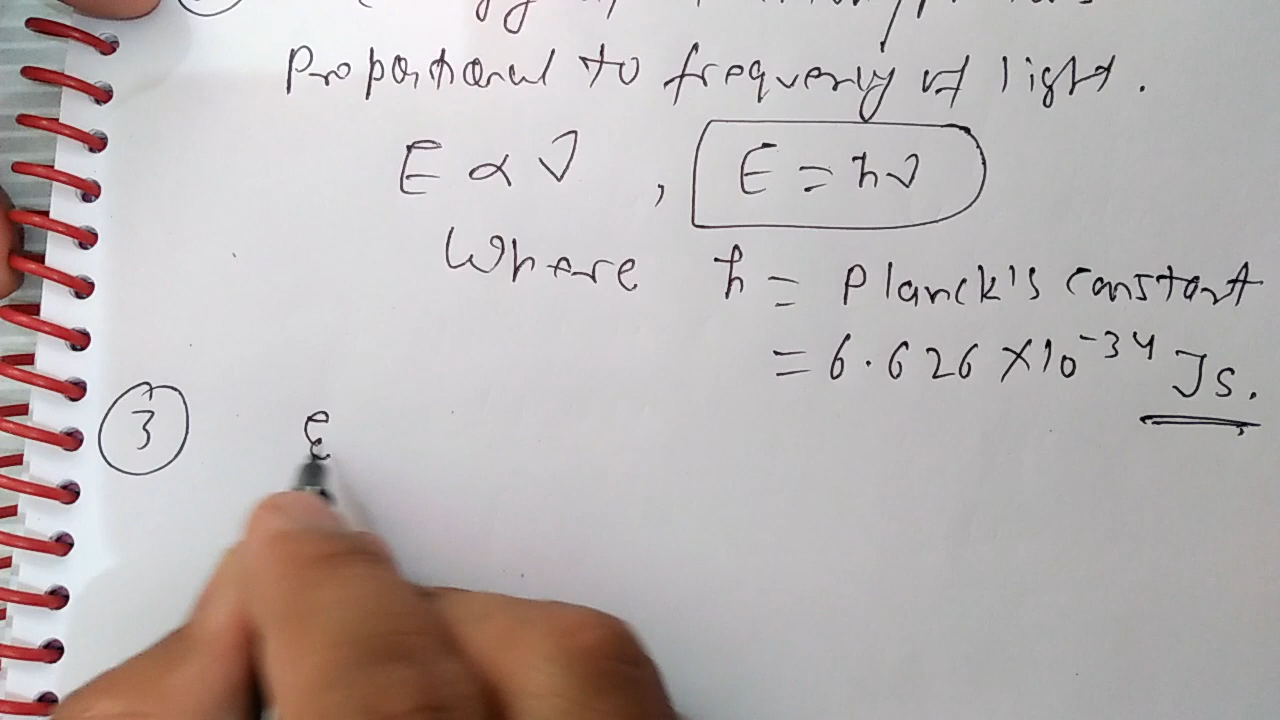 Proportional to frequency of light.
E ∝ ν , E = hν
Where h = Planck's constant
= 6.626 ×10⁻³⁴ Js.
3 E